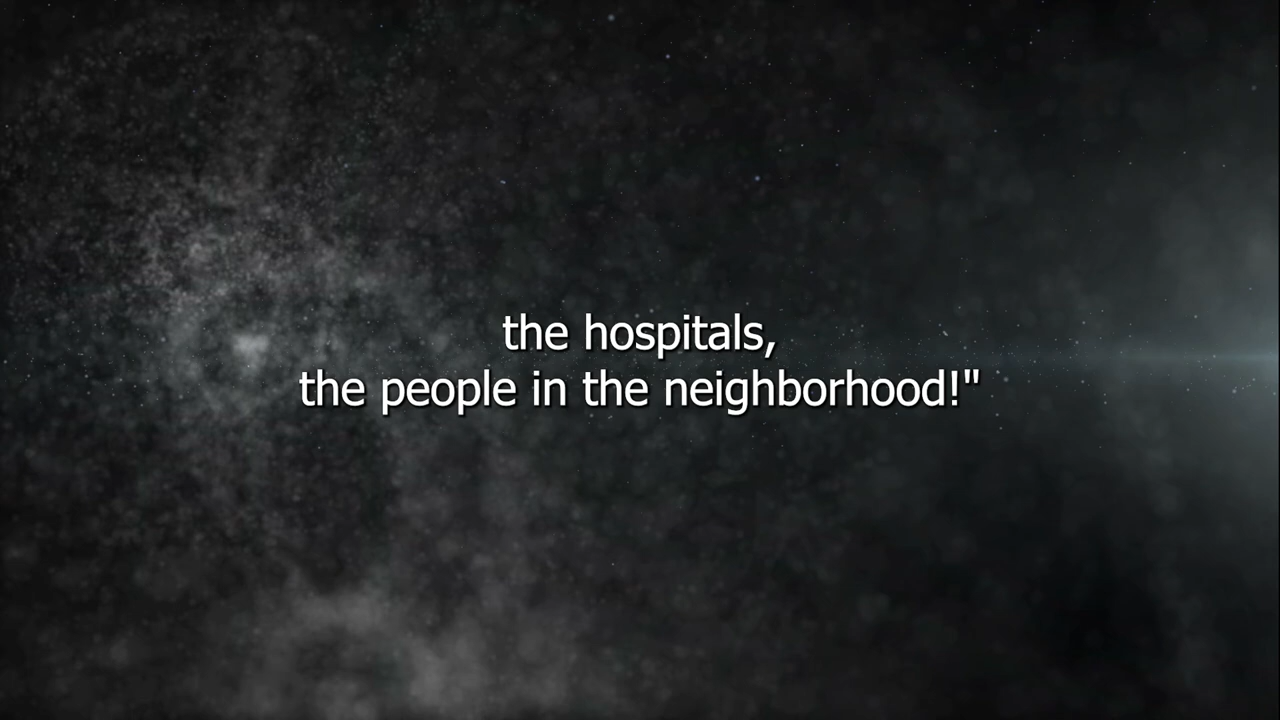 the hospitals,
the people in the neighborhood!"